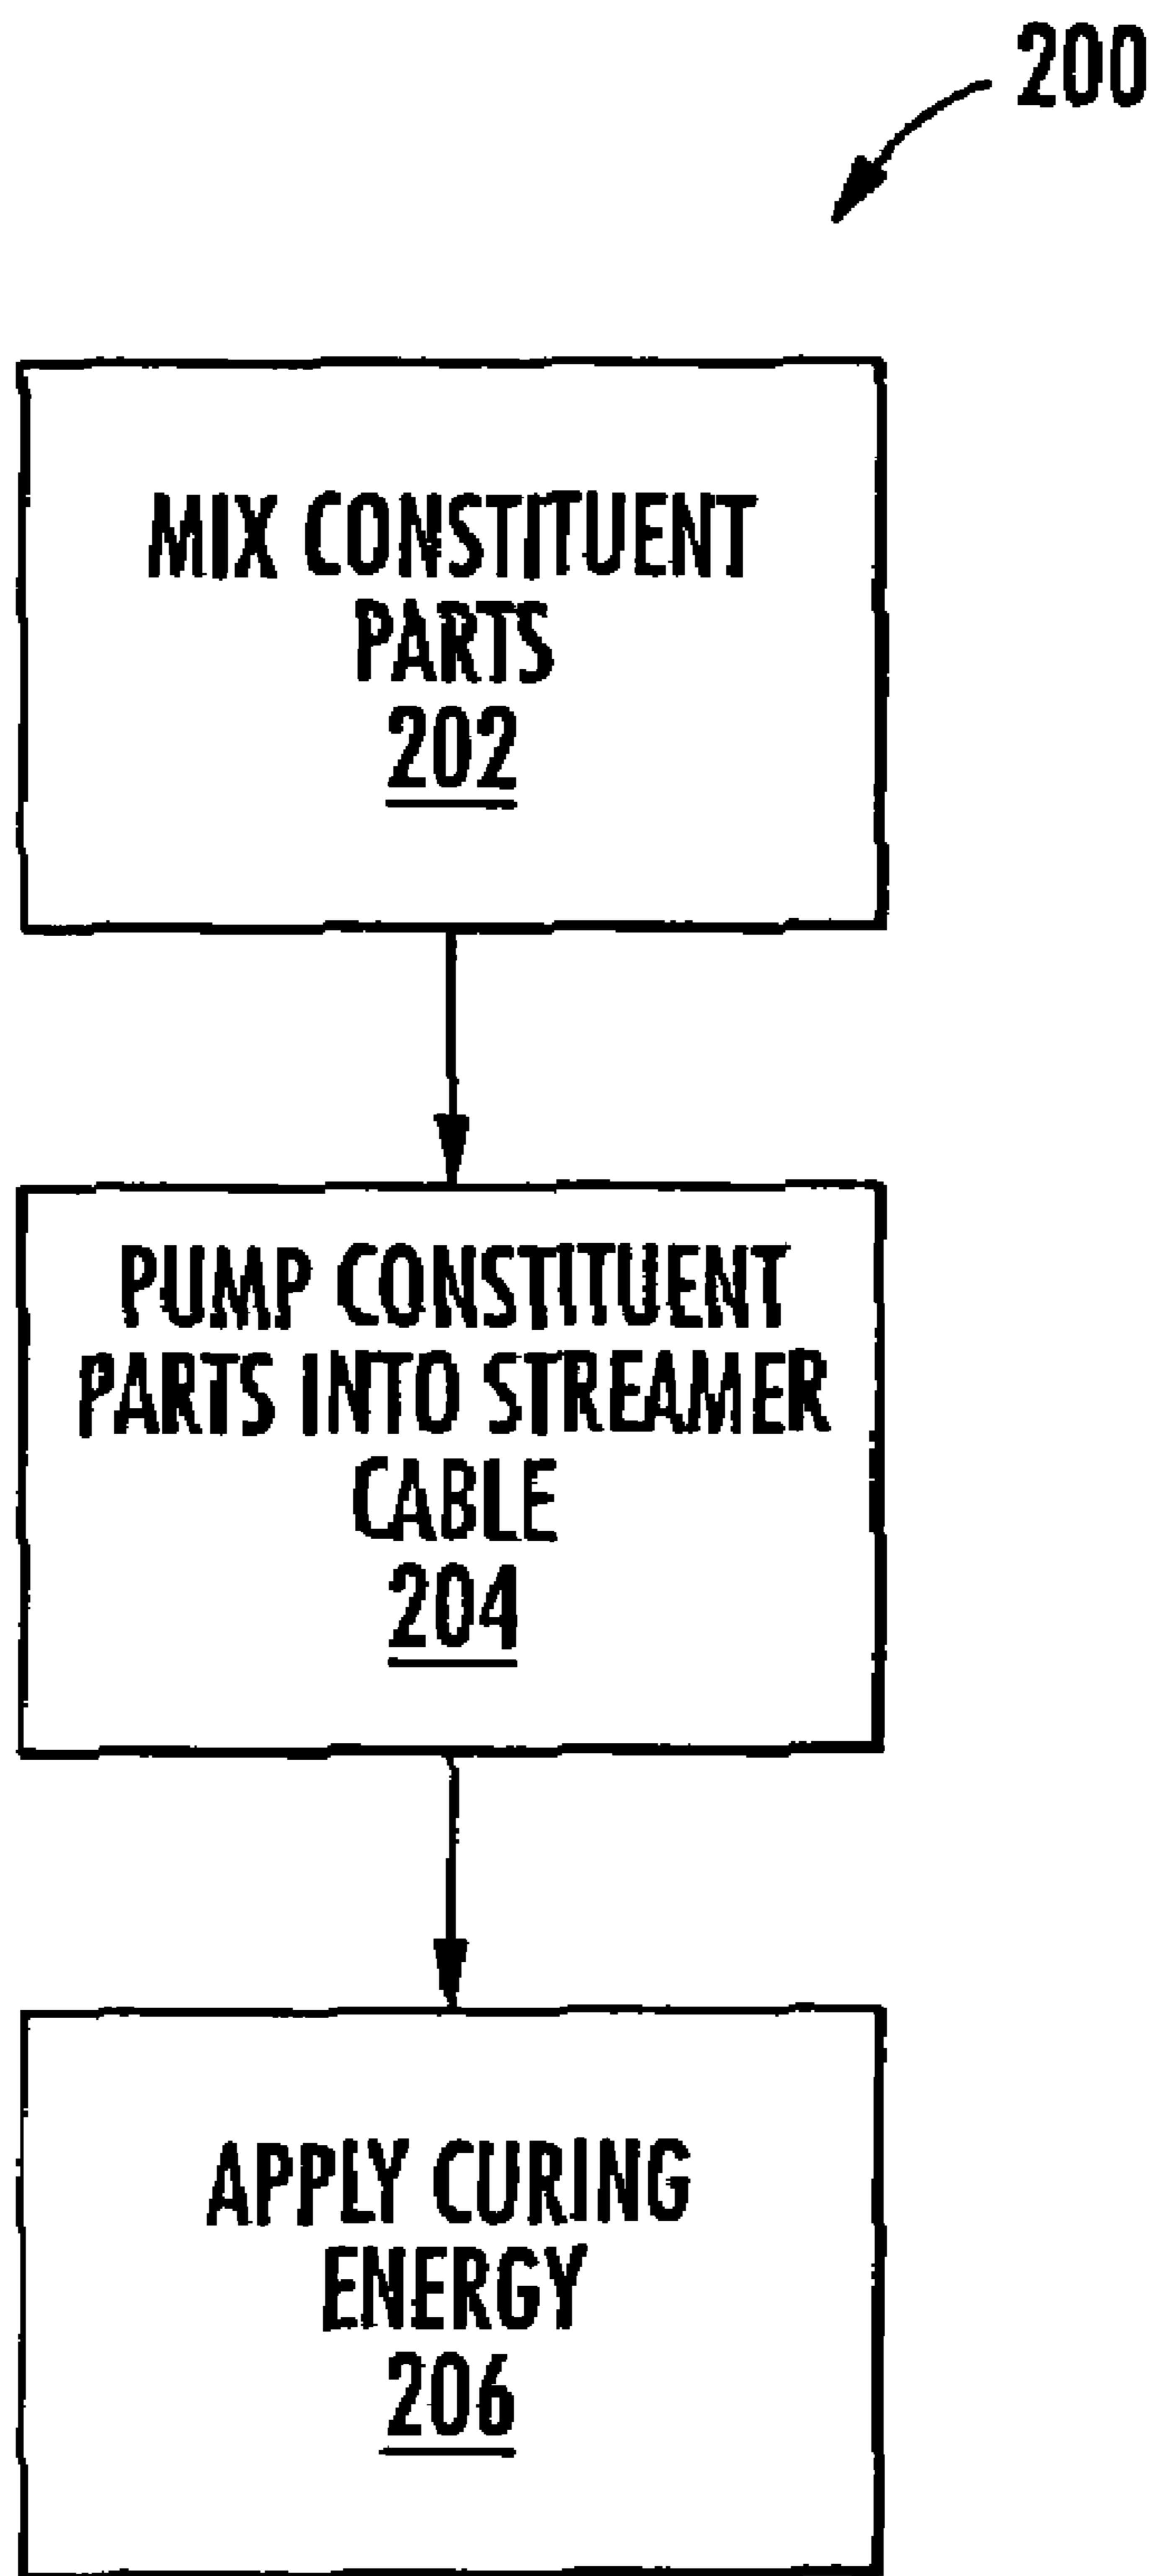 200
MIX CONSTITUENT
PARTS
202
PUMP CONSTITUENT
PARTS INTO STREAMER
CABLE
204
APPLY CURING
ENERGY
206